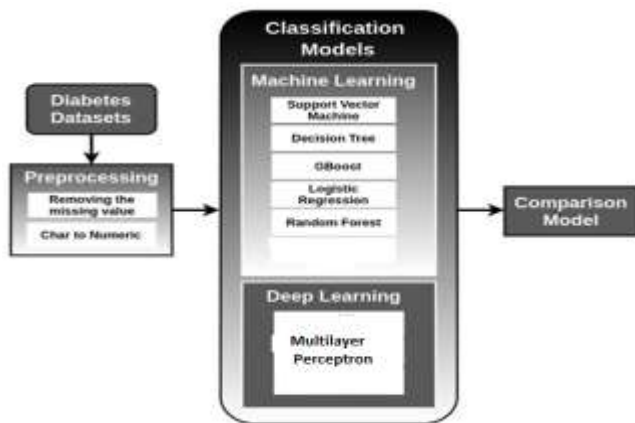 Diabetes
Datasets
Preprocessing
Removing the
missing value
Char to Numeric
Classification
Models
Machine Learning
Support Vector
Machine
Decision Tree
GBoost
Logistic
Regression
Random Forest
Deep Learning
Multilayer
Perceptron
Comparison
Model